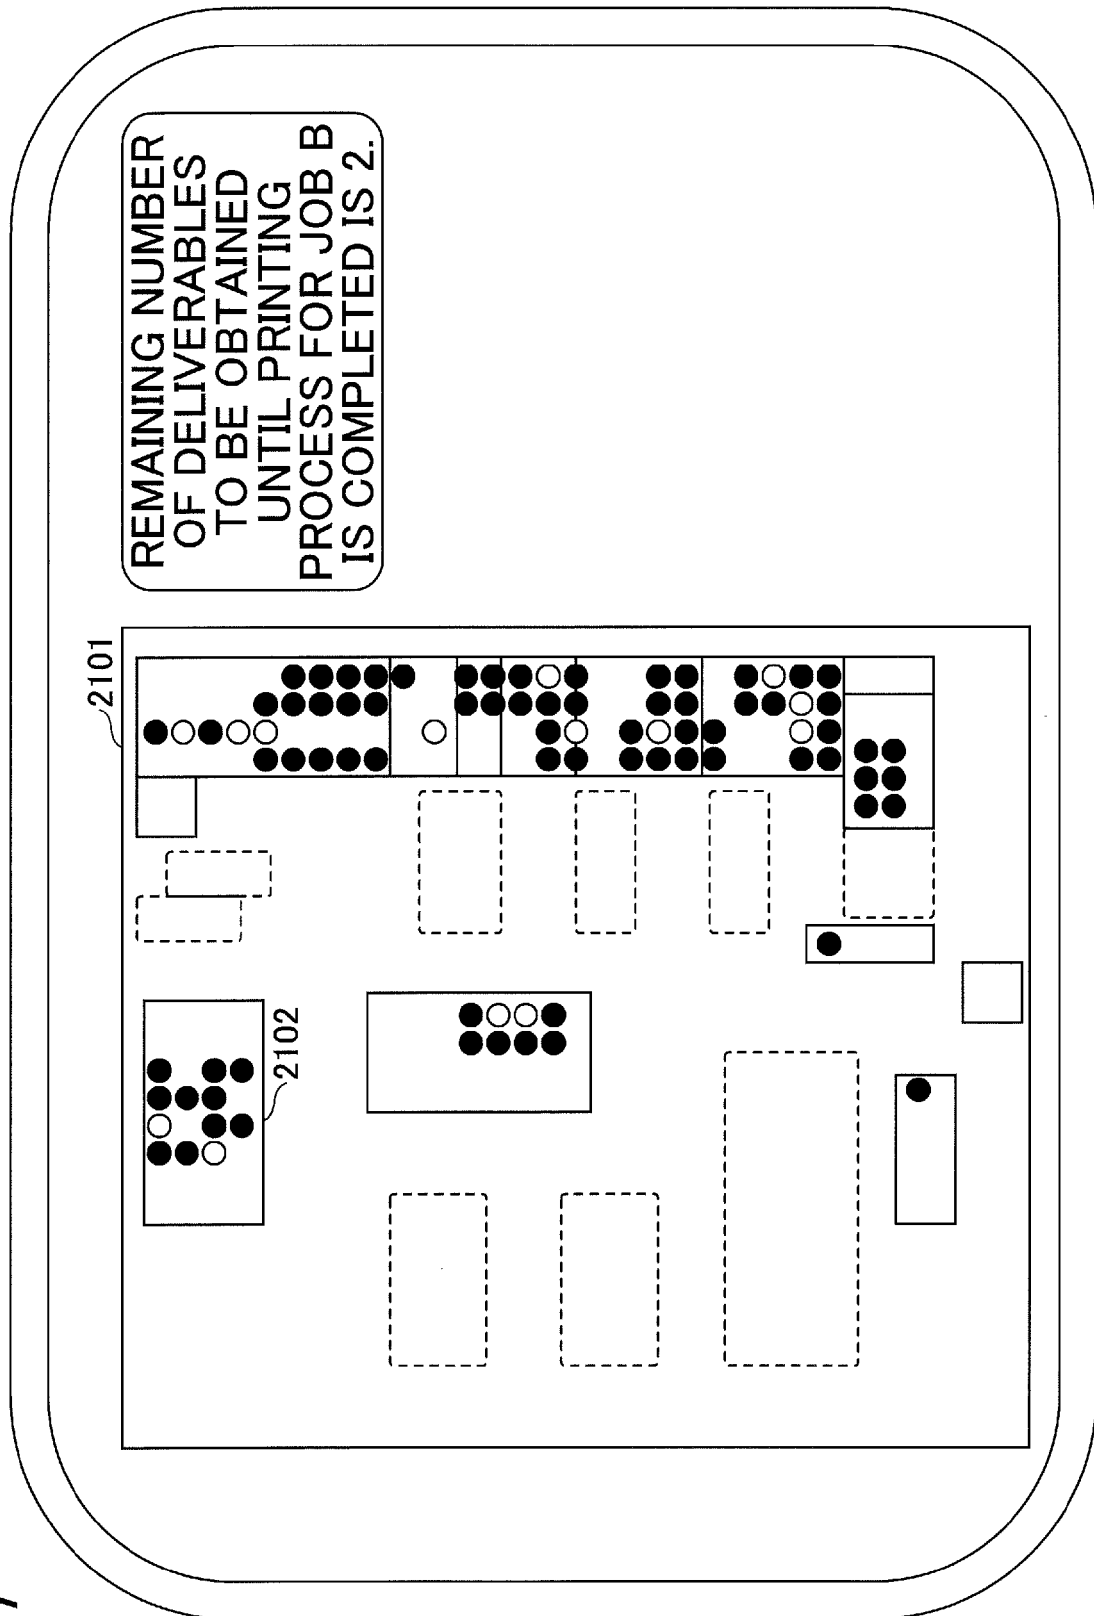 REMAINING NUMBER
OF DELIVERABLES
TO BE OBTAINED
UNTIL PRINTING
PROCESS FOR JOB B
IS COMPLETED IS 2.
2101
2102